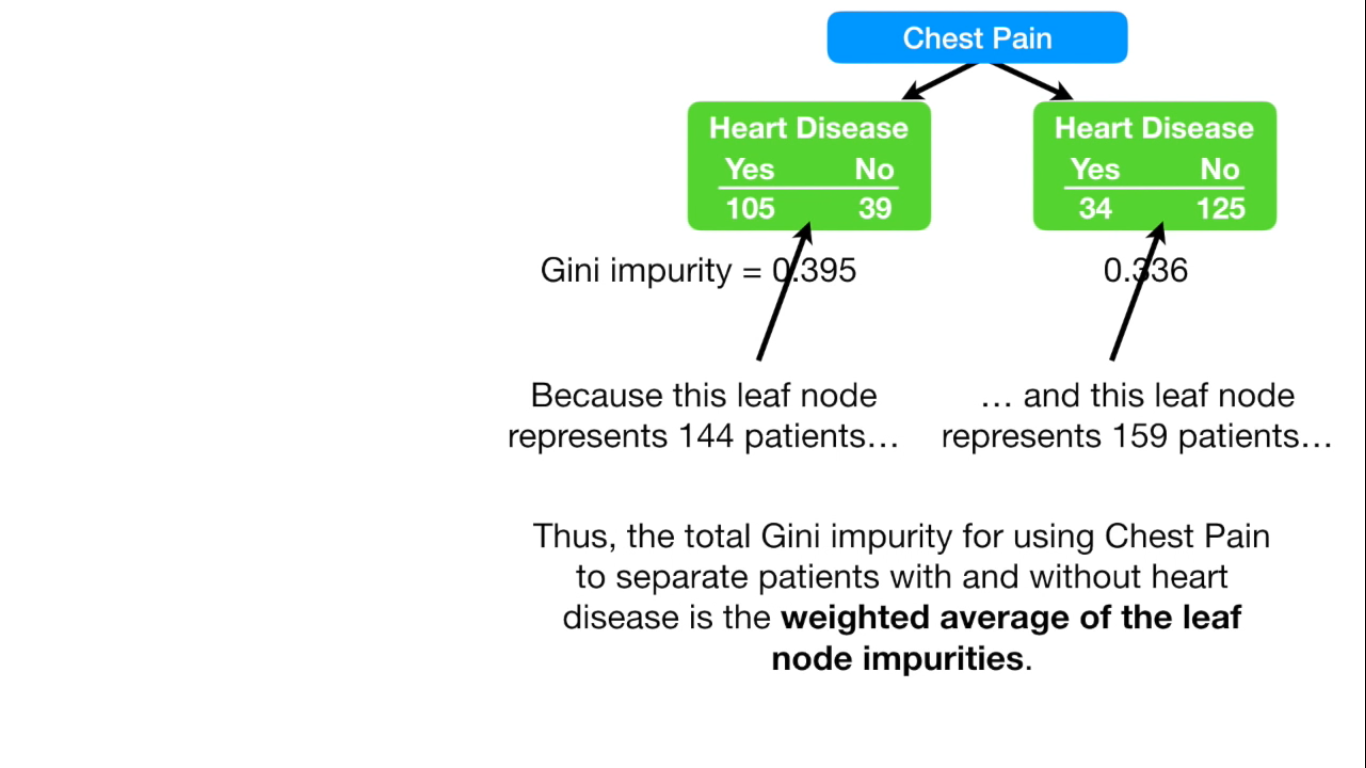 Chest Pain
Heart Disease
Yes No
105 39
Heart Disease
Yes No
34 125
Gini impurity = 0.395
0.336
Because this leaf node
represents 144 patients…
… and this leaf node
represents 159 patients…
Thus, the total Gini impurity for using Chest Pain
to separate patients with and without heart
disease is the weighted average of the leaf
node impurities.